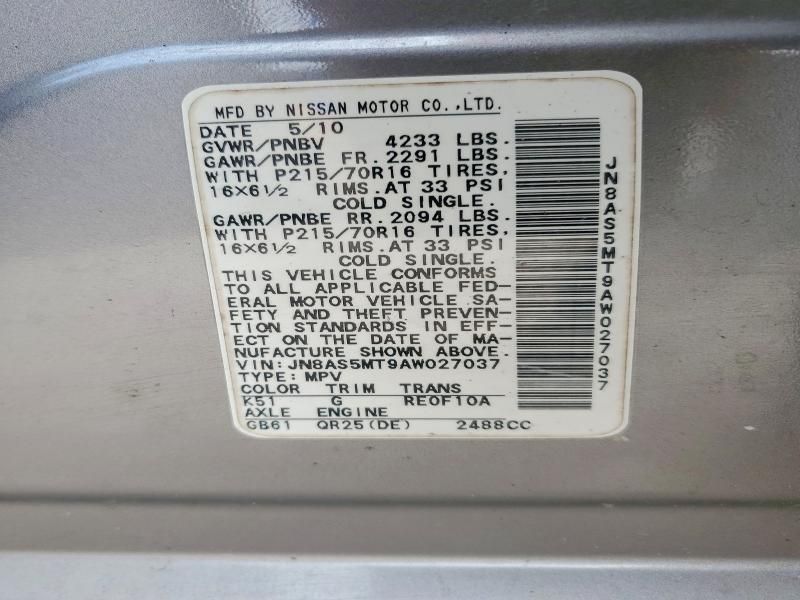 MFD BY NISSAN MOTOR CO.,LTD.
DATE 5/10
GVWR/PNBV 4233 LBS.
GAWR/PNBE FR. 2291 LBS.
WITH P215/70R16 TIRES,
16X6½ RIMS. AT 33 PSI
COLD SINGLE.
GAWR/PNBE RR. 2094 LBS.
WITH P215/70R16 TIRES,
16X6½ RIMS. AT 33 PSI
COLD SINGLE.
THIS VEHICLE CONFORMS
TO ALL APPLICABLE FED-
ERAL MOTOR VEHICLE SA-
FETY AND THEFT PREVEN-
TION STANDARDS IN EFF-
ECT ON THE DATE OF MA-
NUFACTURE SHOWN ABOVE.
VIN: JN8AS5MT9AW027037
TYPE: MPV
COLOR TRIM TRANS
K51 G RE0F10A
AXLE ENGINE
GB61 QR25(DE) 2488CC
JN8AS5MT9AW027037